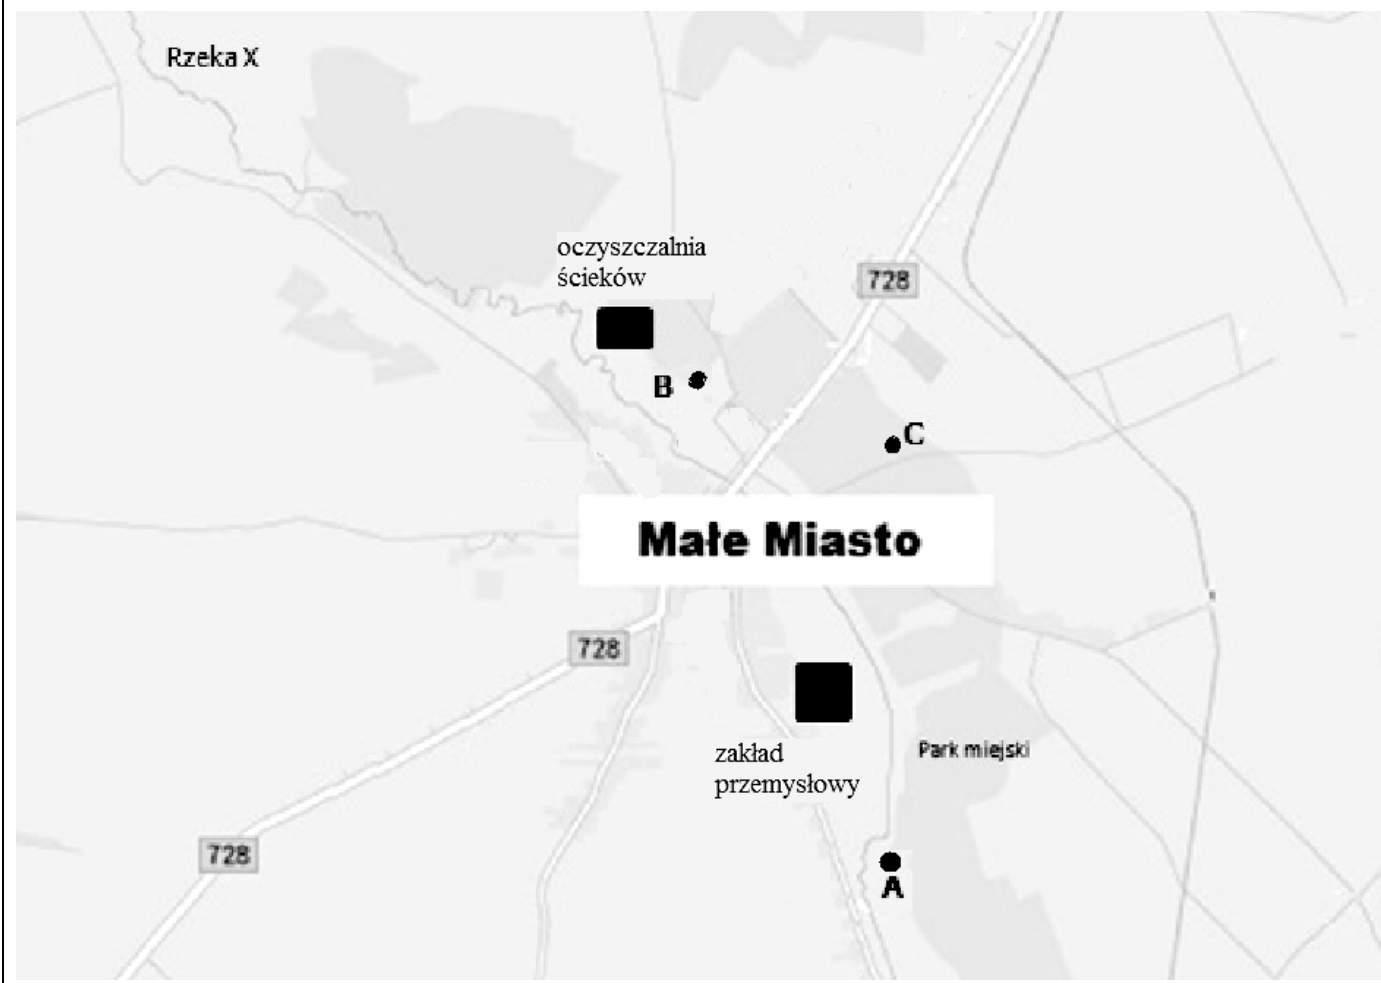 Rzeka X
oczyszczalnia
ścieków
728
B
C
Małe Miasto
728
zakład
przemysłowy
Park miejski
728
A